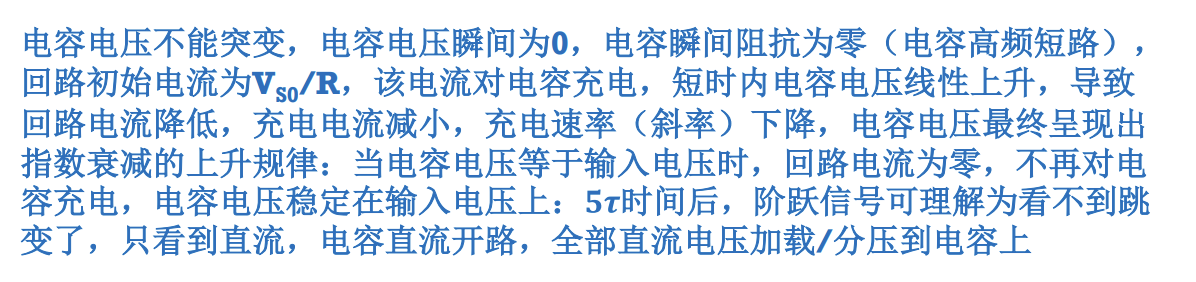 电容电压不能突变，电容电压瞬间为0，电容瞬间阻抗为零（电容高频短路），
回路初始电流为VS0/R，该电流对电容充电，短时内电容电压线性上升，导致
回路电流降低，充电电流减小，充电速率（斜率）下降，电容电压最终呈现出
指数衰减的上升规律：当电容电压等于输入电压时，回路电流为零，不再对电
容充电，电容电压稳定在输入电压上：5τ时间后，阶跃信号可理解为看不到跳
变了，只看到直流，电容直流开路，全部直流电压加载/分压到电容上